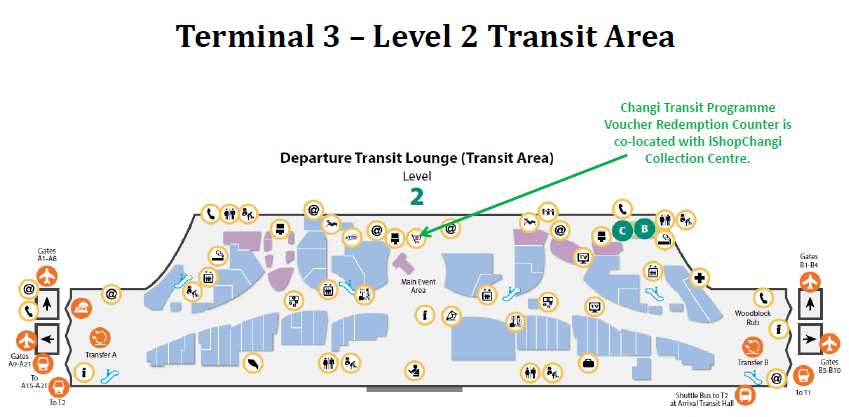 Terminal 3 – Level 2 Transit Area
Changi Transit Programme
Voucher Redemption Counter is
co-located with iShopChangi
Collection Centre.
Departure Transit Lounge (Transit Area)
Level
2
C
B
Gates
A1-A8
Gates
B1-B4
Main Event
Area
TV
TV
Woodblock
Rub
Transfer A
Transfer B
Gates
A9-A21
To
A15-A21
To T2
Gates
B5-B10
To T1
Shuttle Bus to T2
at Arrival Transit Hall